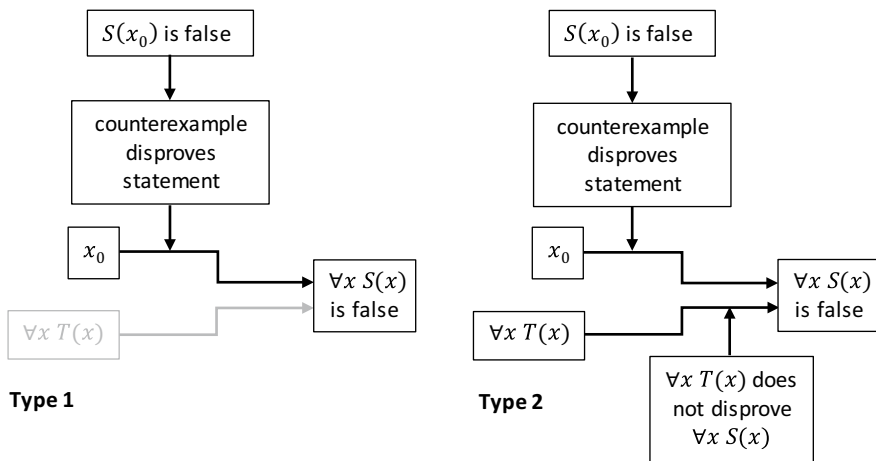 S(x₀) is false
counterexample
disproves
statement
x₀
∀x S(x)
is false
∀x T(x)
Type 1
S(x₀) is false
counterexample
disproves
statement
x₀
∀x S(x)
is false
∀x T(x)
∀x T(x) does
not disprove
∀x S(x)
Type 2